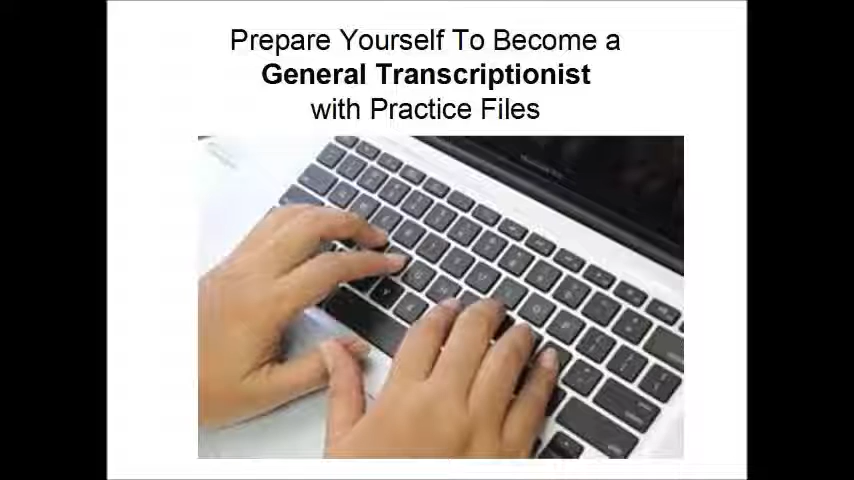 Prepare Yourself To Become a
General Transcriptionist
with Practice Files